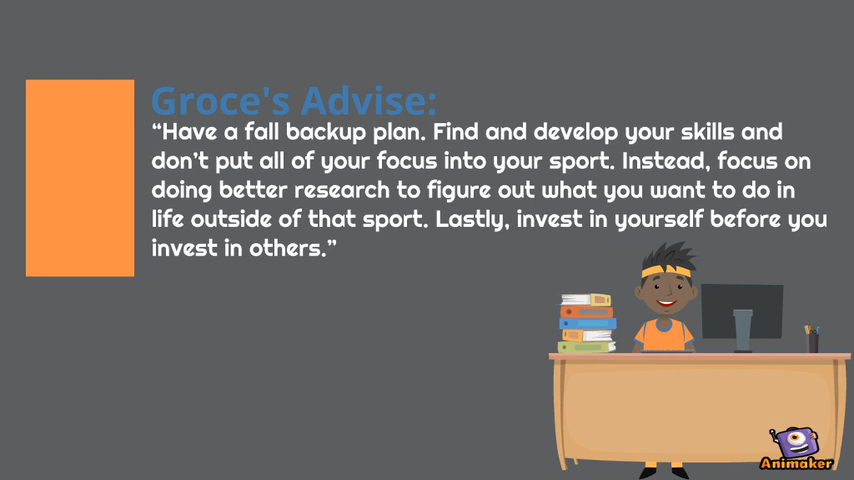 Groce's Advise:
“Have a fall backup plan. Find and develop your skills and
don’t put all of your focus into your sport. Instead, focus on
doing better research to figure out what you want to do in
life outside of that sport. Lastly, invest in yourself before you
invest in others.”
Animaker